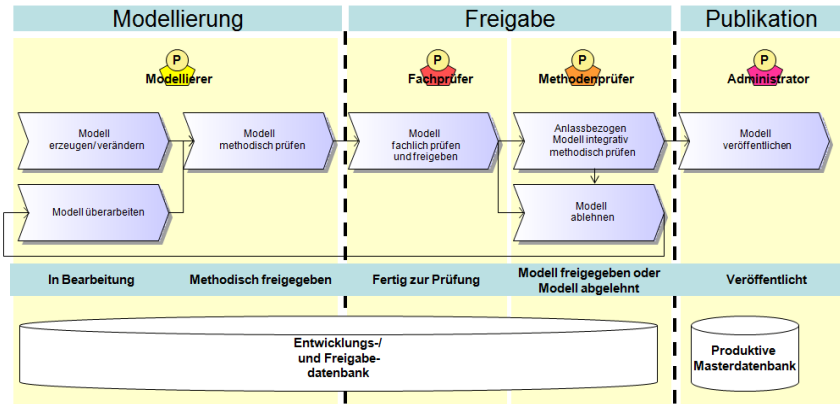 Modellierung
Freigabe
Publikation
P
Modellierer
P
Fachprüfer
P
Methodenprüfer
P
Administrator
Modell
erzeugen/verändern
Modell
methodisch prüfen
Modell
fachlich prüfen
und freigeben
Anlassbezogen
Modell integrativ
methodisch prüfen
Modell
veröffentlichen
Modell überarbeiten
Modell
ablehnen
In Bearbeitung
Methodisch freigegeben
Fertig zur Prüfung
Modell freigegeben oder
Modell abgelehnt
Veröffentlicht
Entwicklungs-/
und Freigabe-
datenbank
Produktive
Masterdatenbank